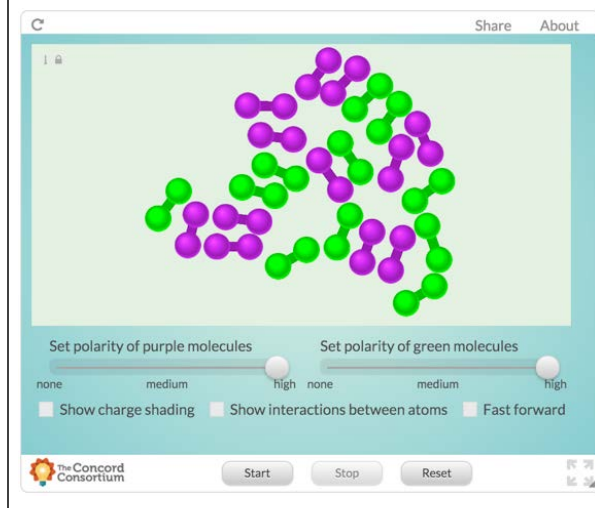 Share About
Set polarity of purple molecules Set polarity of green molecules
none medium high none medium high
Show charge shading Show interactions between atoms Fast forward
The Concord
Consortium
Start Stop Reset